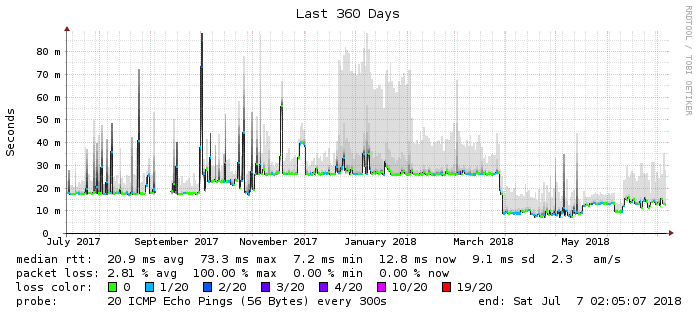 Last 360 Days
RRDTOOL / TOBI OETIKER
Seconds
80 m
70 m
60 m
50 m
40 m
30 m
20 m
10 m
0
July 2017 September 2017 November 2017 January 2018 March 2018 May 2018
median rtt: 20.9 ms avg 73.3 ms max 7.2 ms min 12.8 ms now 9.1 ms sd 2.3 am/s
packet loss: 2.81 % avg 100.00 % max 0.00 % min 0.00 % now
loss color: 0 1/20 2/20 3/20 4/20 10/20 19/20
probe: 20 ICMP Echo Pings (56 Bytes) every 300s end: Sat Jul 7 02:05:07 2018